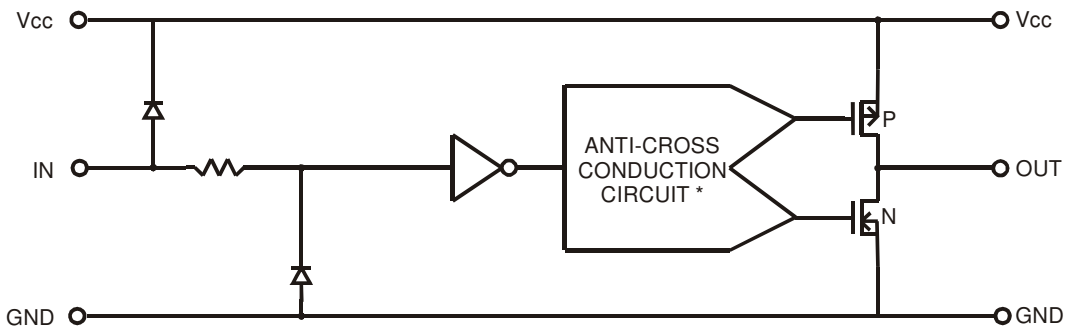 Vcc
Vcc
P
ANTI-CROSS
CONDUCTION
CIRCUIT *
IN
OUT
N
GND
GND